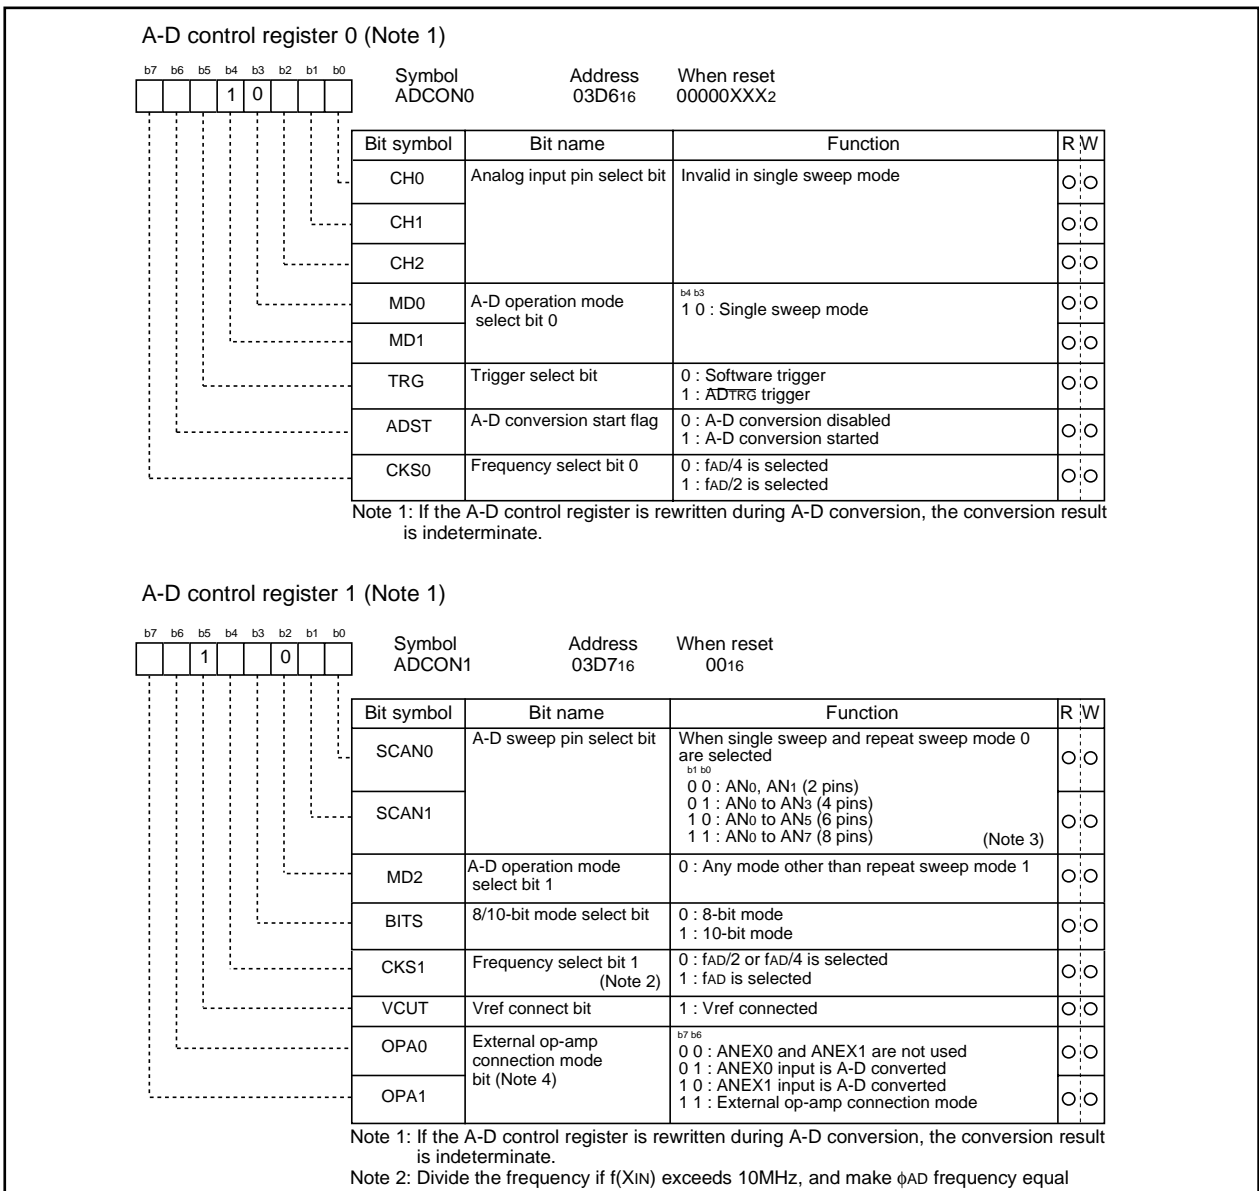 A-D control register 0 (Note 1)
b7 b6 b5 b4 b3 b2 b1 b0
1 0
Symbol Address When reset
ADCON0 03D616 00000XXX2
Bit symbol Bit name Function R W
CH0 Analog input pin select bit Invalid in single sweep mode
CH1
CH2
MD0 A-D operation mode select bit 0
b4 b3
1 0 : Single sweep mode
MD1
TRG Trigger select bit 0 : Software trigger
1 : ADTRG trigger
ADST A-D conversion start flag 0 : A-D conversion disabled
1 : A-D conversion started
CKS0 Frequency select bit 0 0 : fAD/4 is selected
1 : fAD/2 is selected
Note 1: If the A-D control register is rewritten during A-D conversion, the conversion result
is indeterminate.
A-D control register 1 (Note 1)
b7 b6 b5 b4 b3 b2 b1 b0
1 0
Symbol Address When reset
ADCON1 03D716 0016
Bit symbol Bit name Function R W
SCAN0 A-D sweep pin select bit When single sweep and repeat sweep mode 0
are selected
b1 b0
0 0 : AN0, AN1 (2 pins)
0 1 : AN0 to AN3 (4 pins)
1 0 : AN0 to AN5 (6 pins)
1 1 : AN0 to AN7 (8 pins) (Note 3)
SCAN1
MD2 A-D operation mode select bit 1 0 : Any mode other than repeat sweep mode 1
BITS 8/10-bit mode select bit 0 : 8-bit mode
1 : 10-bit mode
CKS1 Frequency select bit 1 (Note 2) 0 : fAD/2 or fAD/4 is selected
1 : fAD is selected
VCUT Vref connect bit 1 : Vref connected
OPA0 External op-amp connection mode bit (Note 4)
b7 b6
0 0 : ANEX0 and ANEX1 are not used
0 1 : ANEX0 input is A-D converted
1 0 : ANEX1 input is A-D converted
1 1 : External op-amp connection mode
OPA1
Note 1: If the A-D control register is rewritten during A-D conversion, the conversion result
is indeterminate.
Note 2: Divide the frequency if f(XIN) exceeds 10MHz, and make ϕAD frequency equal